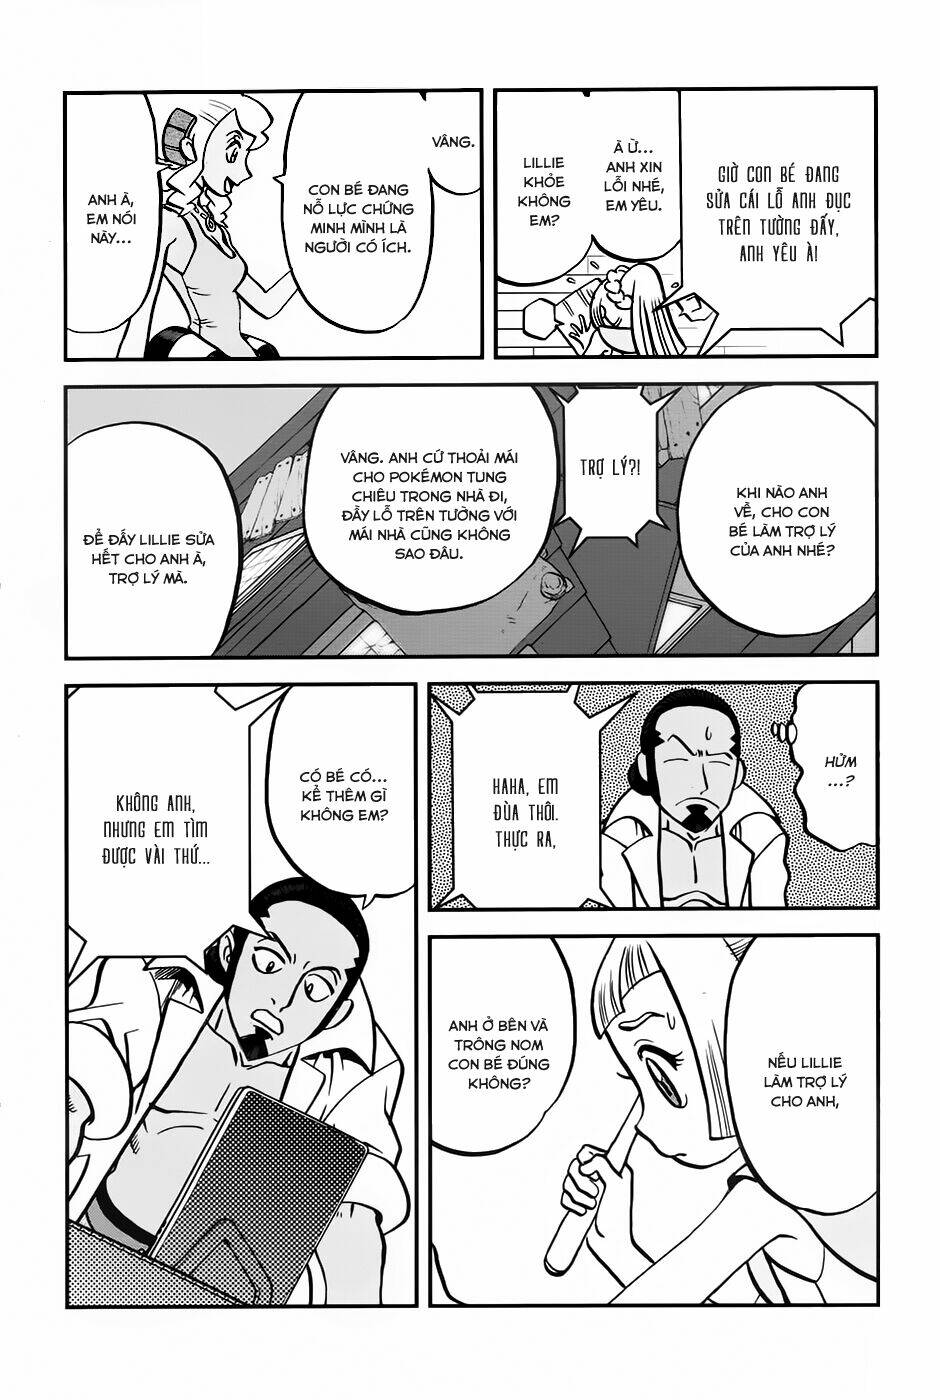 GIỜ CON BÉ ĐANG
SỬA CÁI LỖ ANH ĐỤC
TRÊN TƯỜNG ĐẤY,
ANH YÊU ÀI
À Ừ...
ANH XIN
LỖI NHÉ,
EM YÊU.
LILLIE
KHỎE
KHÔNG
EM?
VÂNG.
CON BÉ ĐANG
NỖ LỰC CHỨNG
MINH MÌNH LÀ
NGƯỜI CÓ ÍCH.
ANH À,
EM NÓI
NÀY...
KHI NÀO ANH
VỀ, CHO CON
BÉ LÀM TRỢ LÝ
CỦA ANH NHÉ?
TRỢ LÝ?!
VÂNG. ANH CỨ THOẢI MÁI
CHO POKÉMON TUNG
CHIÊU TRONG NHÀ ĐI,
ĐẦY LỖ TRÊN TƯỜNG VỚI
MÁI NHÀ CŨNG KHÔNG
SAO ĐÂU.
ĐỂ ĐẤY LILLIE SỬA
HẾT CHO ANH À,
TRỢ LÝ MÀ.
HỬM
...?
HAHA, EM
ĐÙA THÔI.
THỰC RA,
NẾU LILLIE
LÀM TRỢ LÝ
CHO ANH,
ANH Ở BÊN VÀ
TRÔNG NOM
CON BÉ ĐÚNG
KHÔNG?
CÓ BÉ CÓ...
KỂ THÊM GÌ
KHÔNG EM?
KHÔNG ANH,
NHƯNG EM TÌM
ĐƯỢC VÀI THỨ...